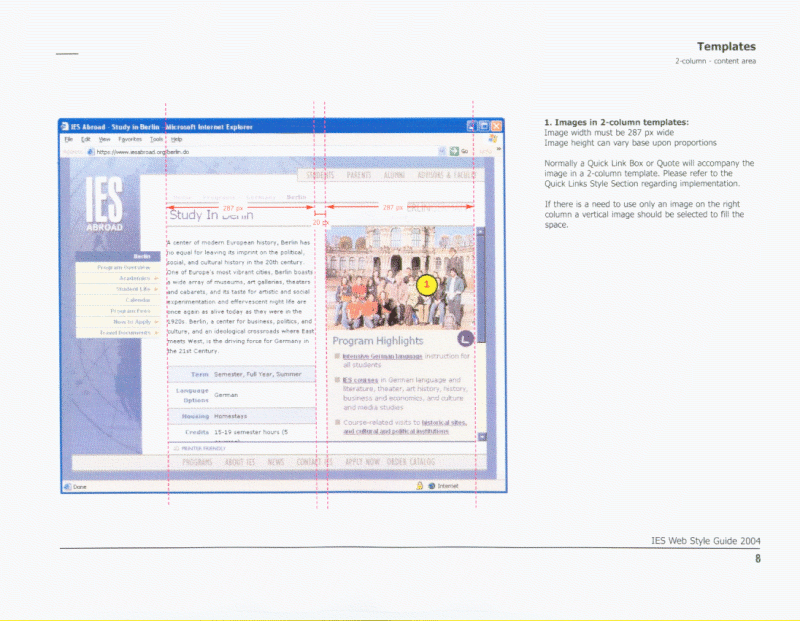 Templates
2-column - content area
1. Images in 2-column templates:
Image width must be 287 px wide
Image height can vary base upon proportions
Normally a Quick Link Box or Quote will accompany the
image in a 2-column template. Please refer to the
Quick Links Style Section regarding implementation.
If there is a need to use only an image on the right
column a vertical image should be selected to fill the
space.
IES Abroad - Study in Berlin - Microsoft Internet Explorer
File Edit View Favorites Tools Help
https://www.iesabroad.org/berlin.do
Go
STUDENTS PARENTS ALUMNI ADVISORS & FACULTY
IES
ABROAD
Berlin
287 px
287 px
20 px
BERLIN
Study In Berlin
Berlin
Program Overview
Academics
Student Life
Calendar
Program Fees
How to Apply
Travel Documents
A center of modern European history, Berlin has
no equal for leaving its imprint on the political,
social, and cultural history in the 20th century.
One of Europe's most vibrant cities, Berlin boasts
a wide array of museums, art galleries, theaters
and cabarets, and its taste for artistic and social
experimentation and effervescent night life are
once again as alive today as they were in the
1920s. Berlin, a center for business, politics, and
culture, and an ideological crossroads where East
meets West, is the driving force for Germany in
the 21st Century.
Term Semester, Full Year, Summer
Language
Options German
Housing Homestays
Credits 15-19 semester hours (5
PRINTER FRIENDLY
1
Program Highlights
Intensive German language instruction for
all students
IES courses in German language and
literature, theater, art history, history,
business and economics, and culture
and media studies
Course-related visits to historical sites,
and cultural and political institutions
PROGRAMS ABOUT IES NEWS CONTACT IES APPLY NOW ORDER CATALOG
Done
Internet
IES Web Style Guide 2004
8